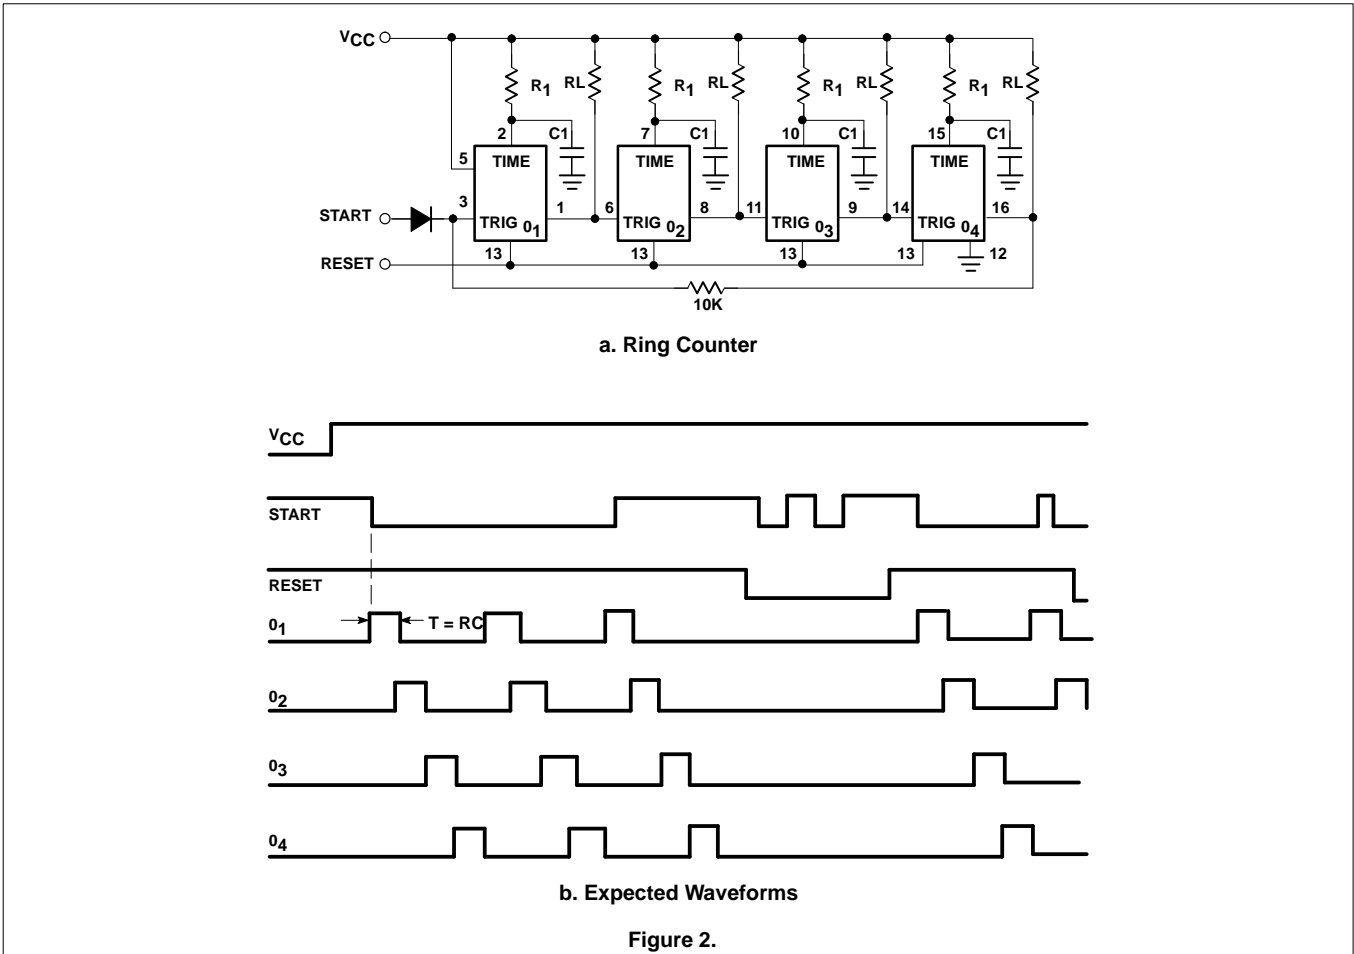 VCC
R1 RL R1 RL R1 RL R1 RL
2 C1 7 C1 10 C1 15 C1
5 TIME TIME TIME TIME
START 3 TRIG 01 1 6 TRIG 02 8 11 TRIG 03 9 14 TRIG 04 16
RESET 13 13 13 13 12
10K
a. Ring Counter
VCC
START
RESET
01 T = RC
02
03
04
b. Expected Waveforms
Figure 2.